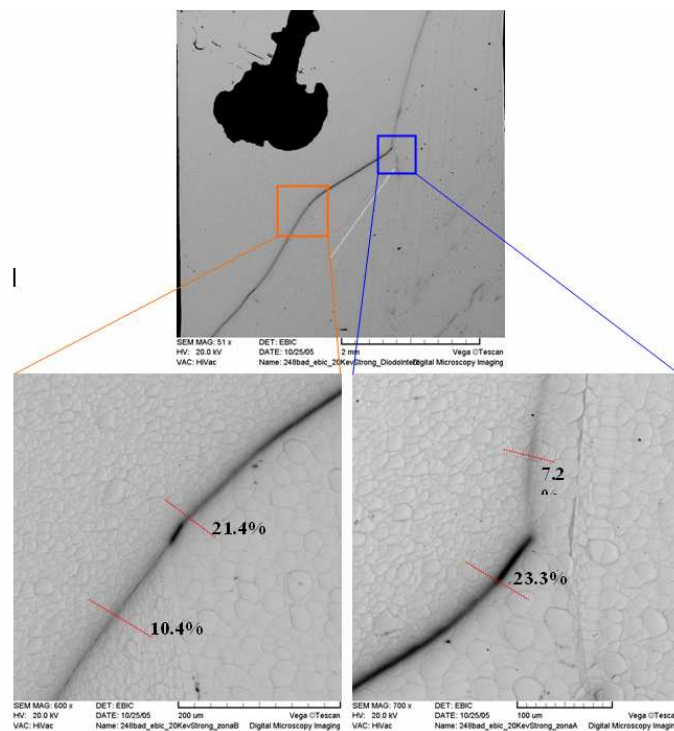 SEM MAG: 51 x DET: EBIC
HV: 20.0 kV DATE: 10/25/05 2 mm Vega ©Tescan
VAC: HiVac Name: 248bad_ebic_20KevStrong_Digital Microscopy Imaging
21.4%
10.4%
7.2
23.3%
SEM MAG: 600 x DET: EBIC
HV: 20.0 kV DATE: 10/25/05 200 um Vega ©Tescan
VAC: HiVac Name: 248bad_ebic_20KevStrong_zonaB Digital Microscopy Imaging
SEM MAG: 700 x DET: EBIC
HV: 20.0 kV DATE: 10/25/05 100 um Vega ©Tescan
VAC: HiVac Name: 248bad_ebic_20KevStrong_zonaA Digital Microscopy Imaging